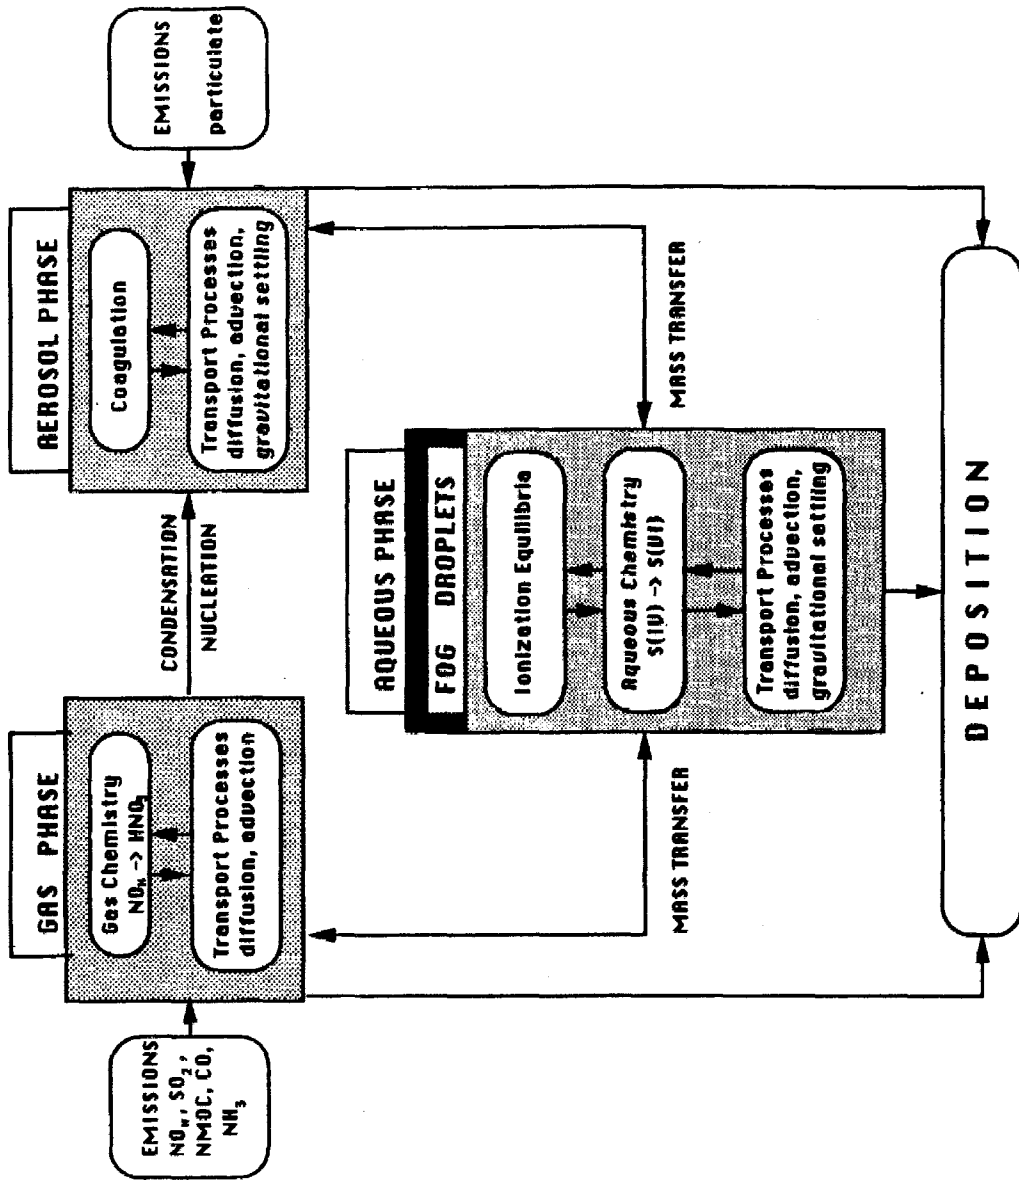 EMISSIONS
NOₓ, SO₂,
NMOC, CO,
NH₃
GAS PHASE
Gas Chemistry
NOₓ -> HNO₃
Transport Processes
diffusion, advection
CONDENSATION
NUCLEATION
AEROSOL PHASE
Coagulation
Transport Processes
diffusion, advection,
gravitational settling
EMISSIONS
particulate
MASS TRANSFER
AQUEOUS PHASE
FOG DROPLETS
Ionization Equilibria
Aqueous Chemistry
S(IV) -> S(VI)
Transport Processes
diffusion, advection,
gravitational settling
MASS TRANSFER
DEPOSITION